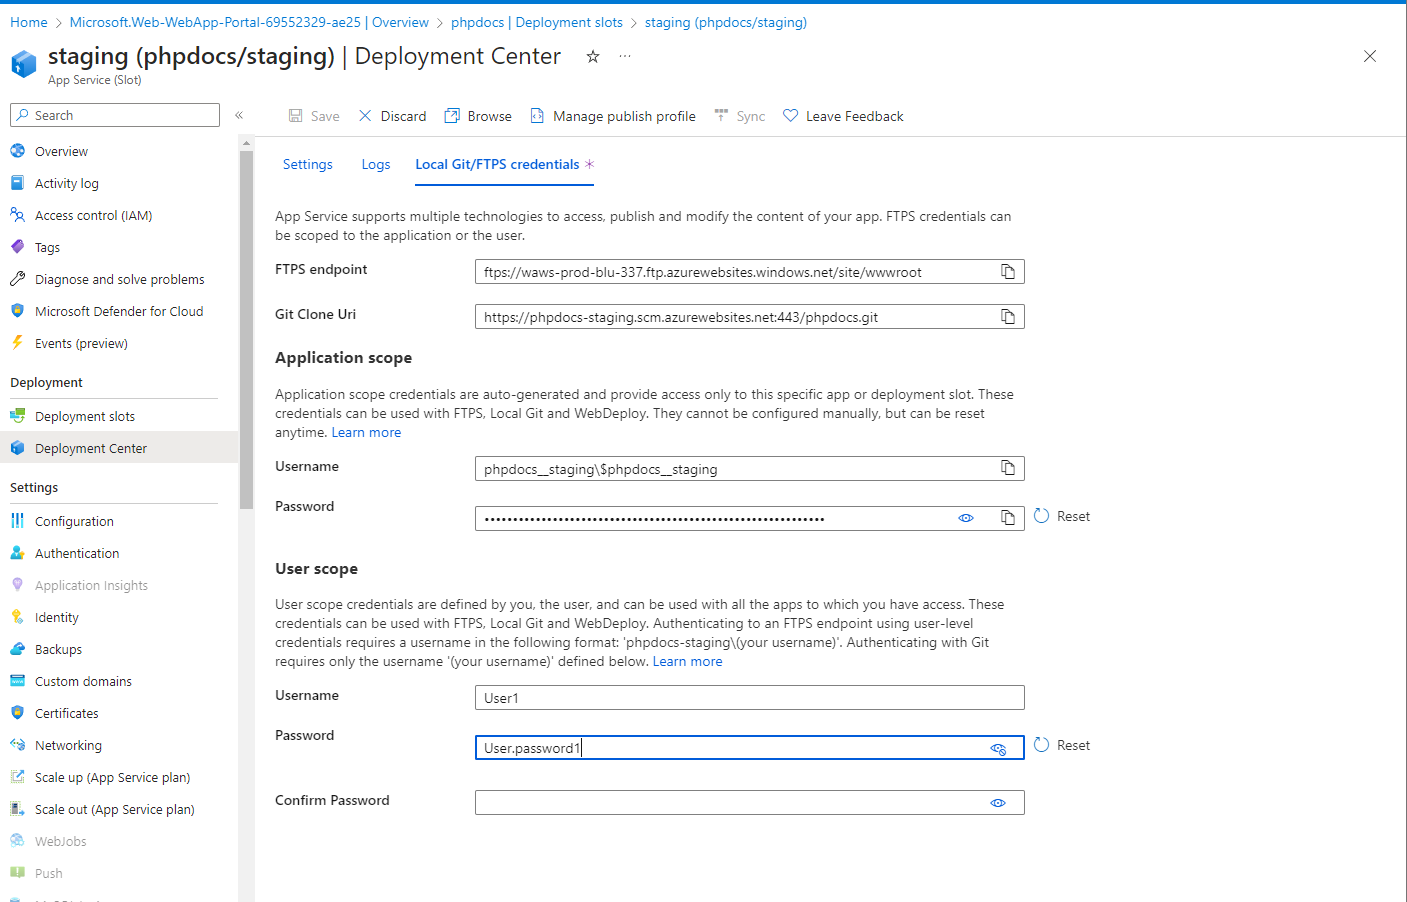 Home > Microsoft.Web-WebApp-Portal-69552329-ae25 | Overview > phpdocs | Deployment slots > staging (phpdocs/staging)
staging (phpdocs/staging) | Deployment Center
App Service (Slot)
Search
Overview
Activity log
Access control (IAM)
Tags
Diagnose and solve problems
Microsoft Defender for Cloud
Events (preview)
Deployment
Deployment slots
Deployment Center
Settings
Configuration
Authentication
Application Insights
Identity
Backups
Custom domains
Certificates
Networking
Scale up (App Service plan)
Scale out (App Service plan)
WebJobs
Push
Save Discard Browse Manage publish profile Sync Leave Feedback
Settings Logs Local Git/FTPS credentials *
App Service supports multiple technologies to access, publish and modify the content of your app. FTPS credentials can
be scoped to the application or the user.
FTPS endpoint ftps://waws-prod-blu-337.ftp.azurewebsites.windows.net/site/wwwroot
Git Clone Uri https://phpdocs-staging.scm.azurewebsites.net:443/phpdocs.git
Application scope
Application scope credentials are auto-generated and provide access only to this specific app or deployment slot. These
credentials can be used with FTPS, Local Git and WebDeploy. They cannot be configured manually, but can be reset
anytime. Learn more
Username phpdocs__staging\$phpdocs__staging
Password Reset
User scope
User scope credentials are defined by you, the user, and can be used with all the apps to which you have access. These
credentials can be used with FTPS, Local Git and WebDeploy. Authenticating to an FTPS endpoint using user-level
credentials requires a username in the following format: 'phpdocs-staging\(your username)'. Authenticating with Git
requires only the username '(your username)' defined below. Learn more
Username User1
Password User.password1 Reset
Confirm Password